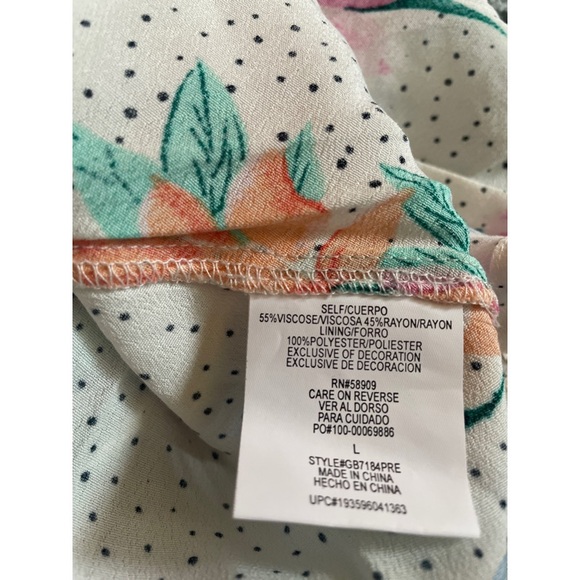 SELF/CUERPO
55%VISCOSE/VISCOSA 45%RAYON/RAYON
LINING/FORRO
100%POLYESTER/POLIESTER
EXCLUSIVE OF DECORATION
EXCLUSIVE DE DECORACION
RN#58909
CARE ON REVERSE
VER AL DORSO
PARA CUIDADO
PO#100-00069886
L
STYLE#GB7184PRE
MADE IN CHINA
HECHO EN CHINA
UPC#193596041363